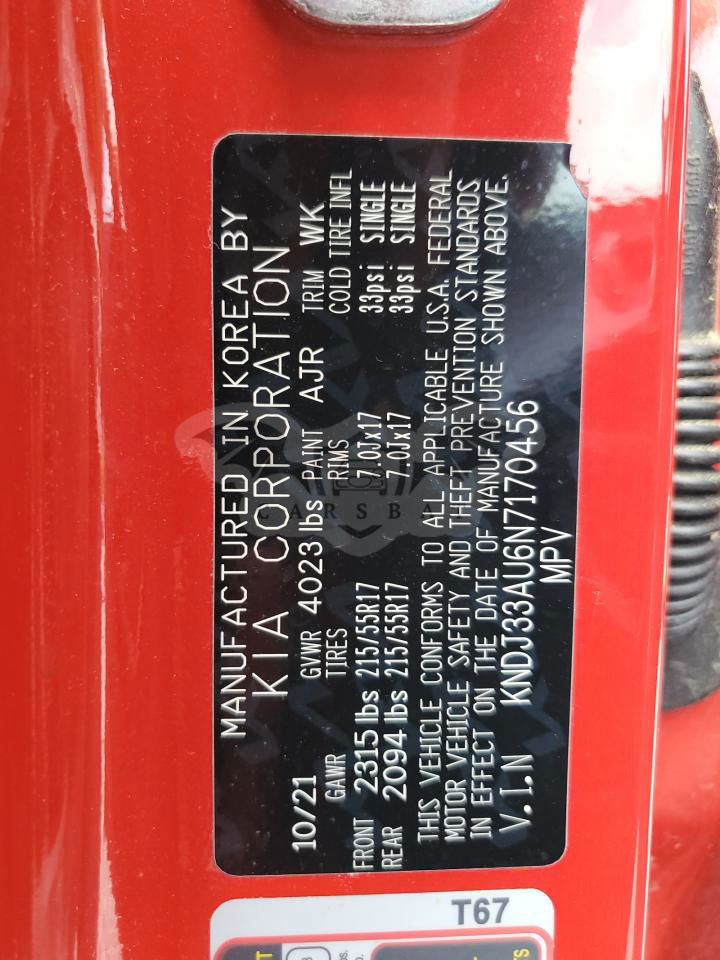 MANUFACTURED IN KOREA BY
KIA CORPORATION
10/21 GVWR 4023 lbs PAINT AJR TRIM WK
GAWR TIRES RIMS COLD TIRE INFL
FRONT 2315 lbs 215/55R17 7.0Jx17 33psi SINGLE
REAR 2094 lbs 215/55R17 7.0Jx17 33psi SINGLE
THIS VEHICLE CONFORMS TO ALL APPLICABLE U.S.A. FEDERAL
MOTOR VEHICLE SAFETY AND THEFT PREVENTION STANDARDS
IN EFFECT ON THE DATE OF MANUFACTURE SHOWN ABOVE.
V.I.N KNDJ33AU6N7170456
MPV
T67